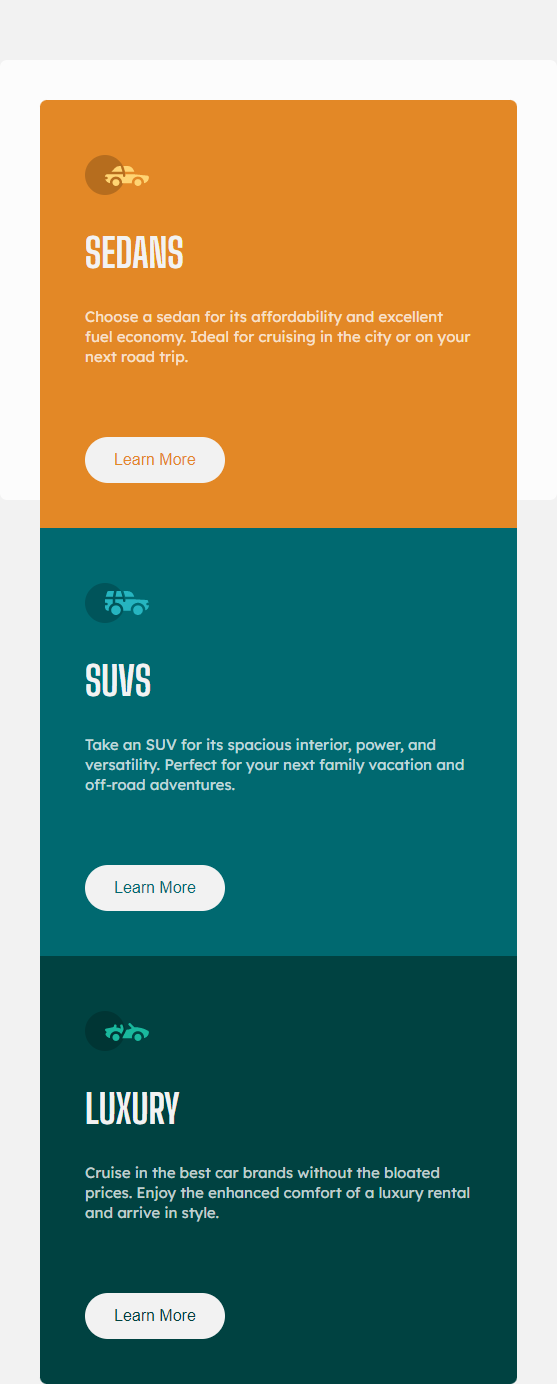 SEDANS
Choose a sedan for its affordability and excellent
fuel economy. Ideal for cruising in the city or on your
next road trip.
Learn More
SUVS
Take an SUV for its spacious interior, power, and
versatility. Perfect for your next family vacation and
off-road adventures.
Learn More
LUXURY
Cruise in the best car brands without the bloated
prices. Enjoy the enhanced comfort of a luxury rental
and arrive in style.
Learn More